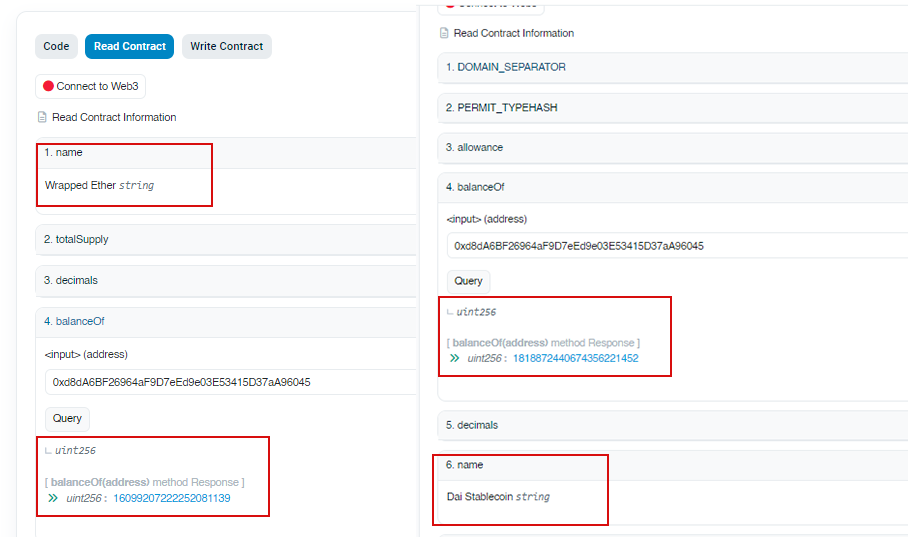 Code
Read Contract
Write Contract
Connect to Web3
Read Contract Information
1. name
Wrapped Ether string
2. totalSupply
3. decimals
4. balanceOf
<input> (address)
0xd8dA6BF26964aF9D7eEd9e03E53415D37aA96045
Query
uint256
[ balanceOf(address) method Response ]
uint256 : 16099207222252081139
Connect to Web3
Read Contract Information
1. DOMAIN_SEPARATOR
2. PERMIT_TYPEHASH
3. allowance
4. balanceOf
<input> (address)
0xd8dA6BF26964aF9D7eEd9e03E53415D37aA96045
Query
uint256
[ balanceOf(address) method Response ]
uint256 : 1818872440674356221452
5. decimals
6. name
Dai Stablecoin string